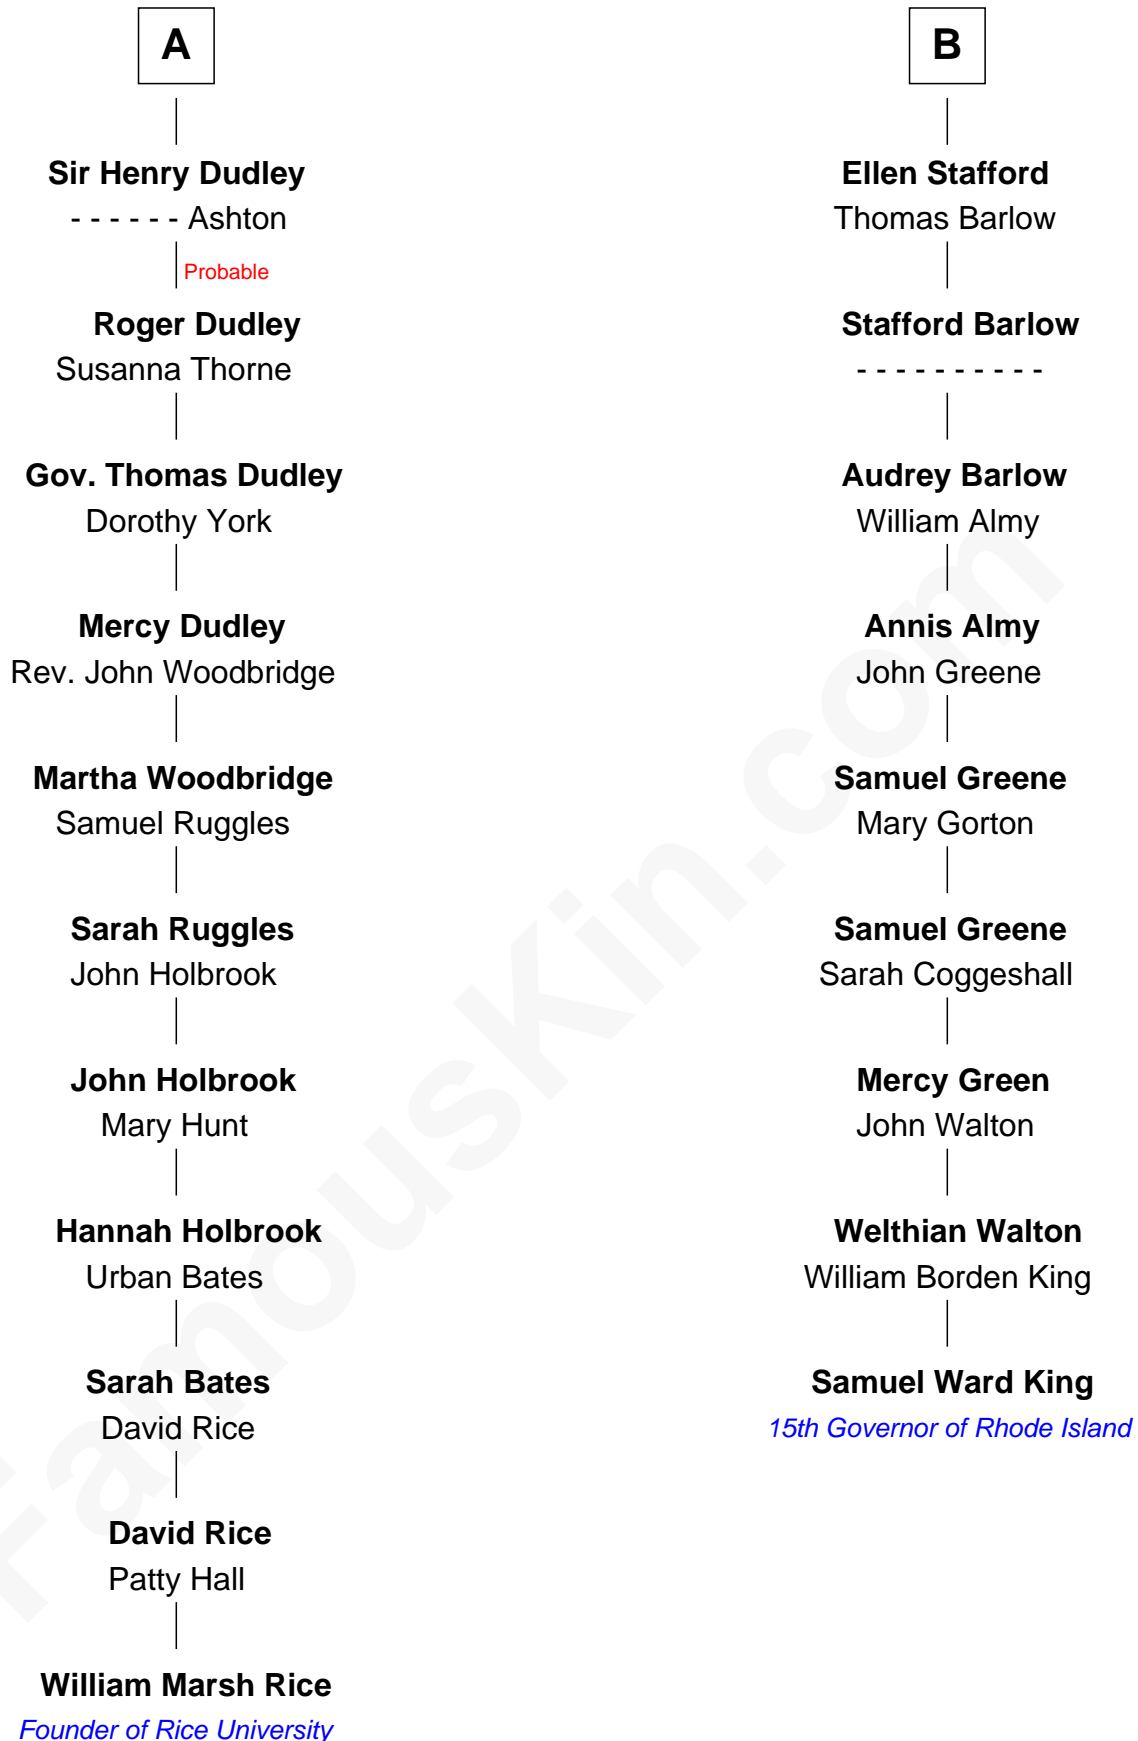 A
Sir Henry Dudley
- - - - - - Ashton
Probable
Roger Dudley
Susanna Thorne
Gov. Thomas Dudley
Dorothy York
Mercy Dudley
Rev. John Woodbridge
Martha Woodbridge
Samuel Ruggles
Sarah Ruggles
John Holbrook
John Holbrook
Mary Hunt
Hannah Holbrook
Urban Bates
Sarah Bates
David Rice
David Rice
Patty Hall
William Marsh Rice
Founder of Rice University
B
Ellen Stafford
Thomas Barlow
Stafford Barlow
- - - - - - - - - -
Audrey Barlow
William Almy
Annis Almy
John Greene
Samuel Greene
Mary Gorton
Samuel Greene
Sarah Coggeshall
Mercy Green
John Walton
Welthian Walton
William Borden King
Samuel Ward King
15th Governor of Rhode Island
FamousKin.com